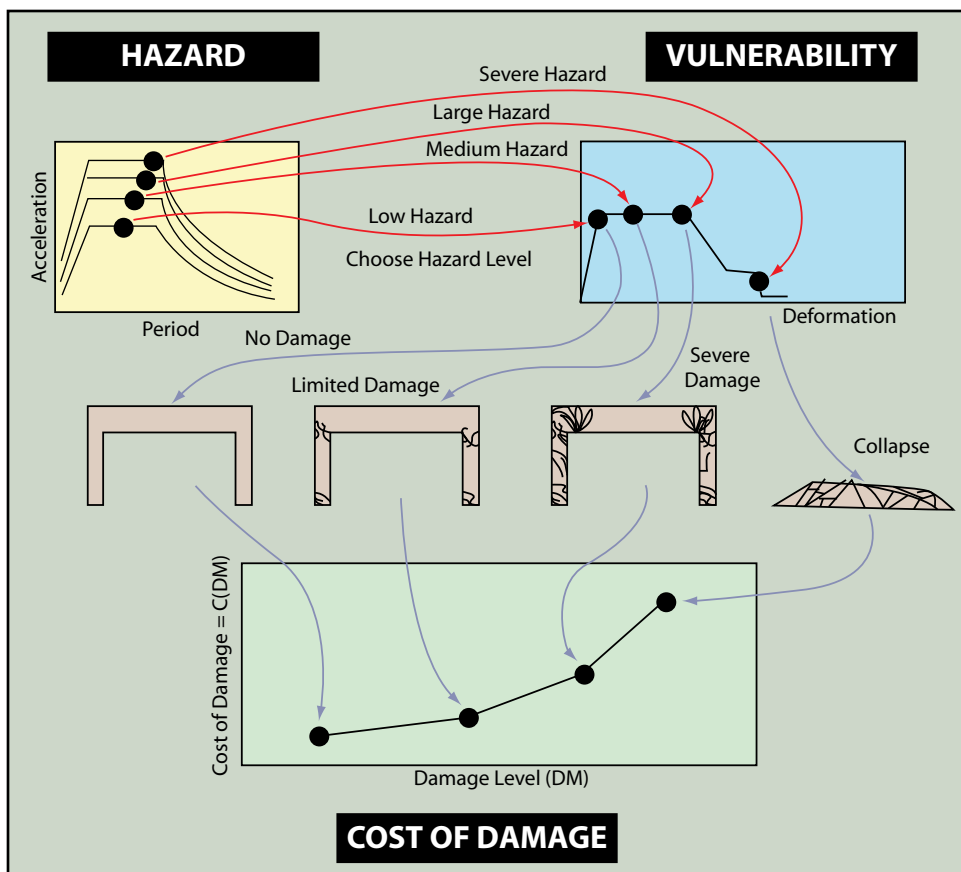 HAZARD
VULNERABILITY
Severe Hazard
Large Hazard
Medium Hazard
Low Hazard
Choose Hazard Level
Acceleration
Period
Deformation
No Damage
Limited Damage
Severe
Damage
Collapse
Cost of Damage = C(DM)
Damage Level (DM)
COST OF DAMAGE